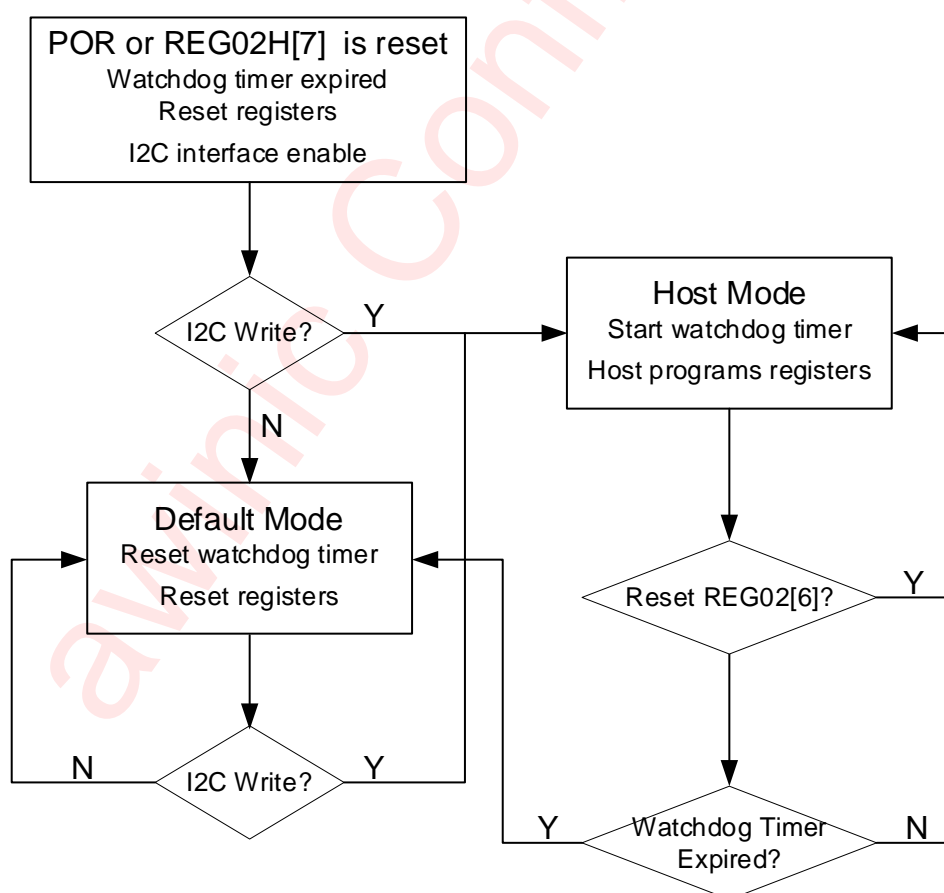 POR or REG02H[7] is reset
Watchdog timer expired
Reset registers
I2C interface enable
I2C Write?
Y
N
Host Mode
Start watchdog timer
Host programs registers
Default Mode
Reset watchdog timer
Reset registers
Reset REG02[6]?
Y
I2C Write?
N
Y
Watchdog Timer
Expired?
Y
N
awinic Conf